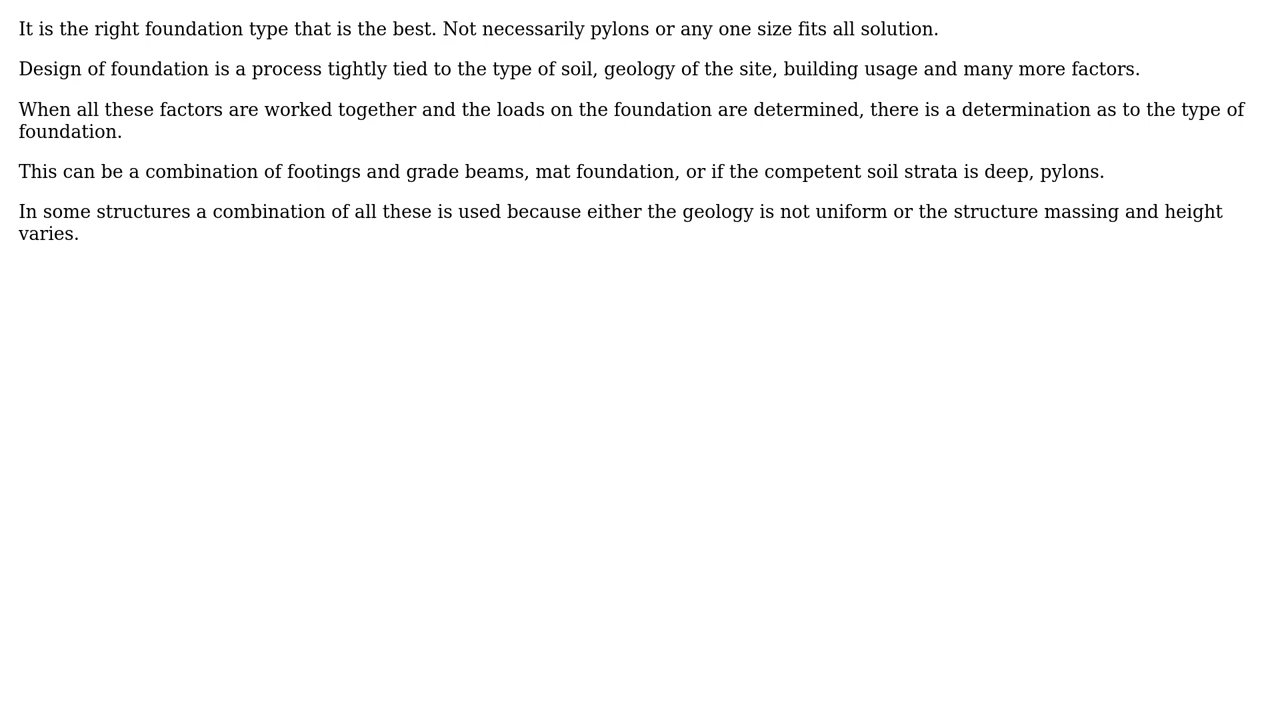 It is the right foundation type that is the best. Not necessarily pylons or any one size fits all solution.
Design of foundation is a process tightly tied to the type of soil, geology of the site, building usage and many more factors.
When all these factors are worked together and the loads on the foundation are determined, there is a determination as to the type of
foundation.
This can be a combination of footings and grade beams, mat foundation, or if the competent soil strata is deep, pylons.
In some structures a combination of all these is used because either the geology is not uniform or the structure massing and height
varies.